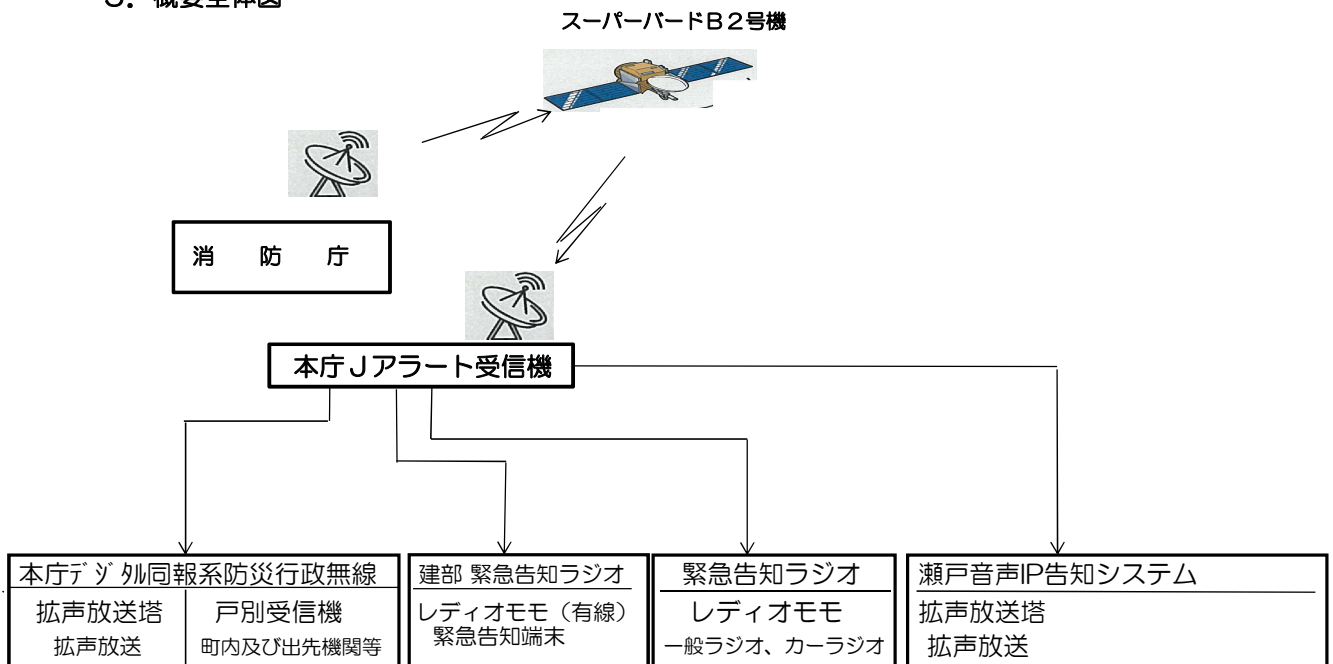 スーパーバードB2号機
消 防 庁
本庁Jアラート受信機
本庁デジタル同報系防災行政無線
拡声放送塔
拡声放送
戸別受信機
町内及び出先機関等
建部 緊急告知ラジオ
レディオモモ（有線）
緊急告知端末
緊急告知ラジオ
レディオモモ
一般ラジオ、カーラジオ
瀬戸音声IP告知システム
拡声放送塔
拡声放送